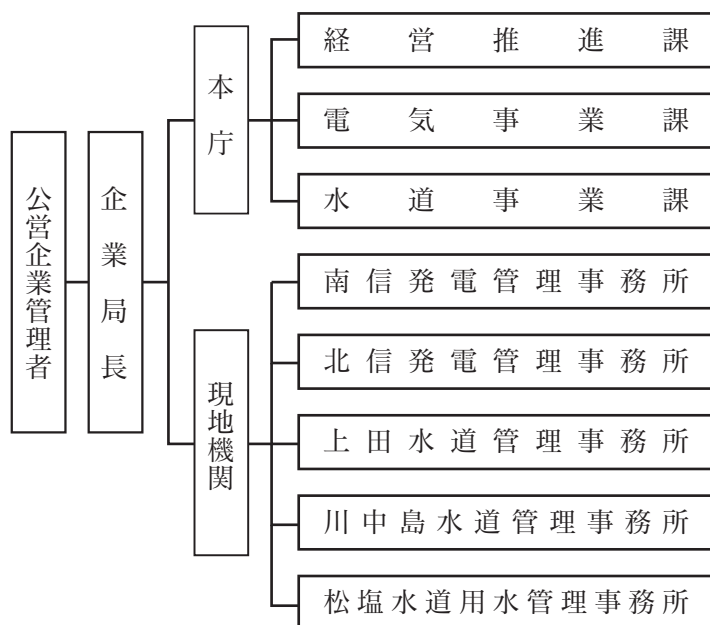 公営企業管理者
企業局長
本庁
経営推進課
電気事業課
水道事業課
現地機関
南信発電管理事務所
北信発電管理事務所
上田水道管理事務所
川中島水道管理事務所
松塩水道用水管理事務所